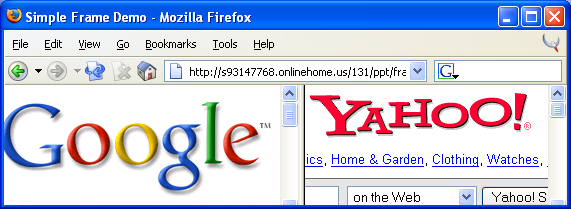 Simple Frame Demo - Mozilla Firefox
File Edit View Go Bookmarks Tools Help
http://s93147768.onlinehome.us/131/ppt/fra
G
Google™
YAHOO!®
ics, Home & Garden, Clothing, Watches,
on the Web
Yahoo! S